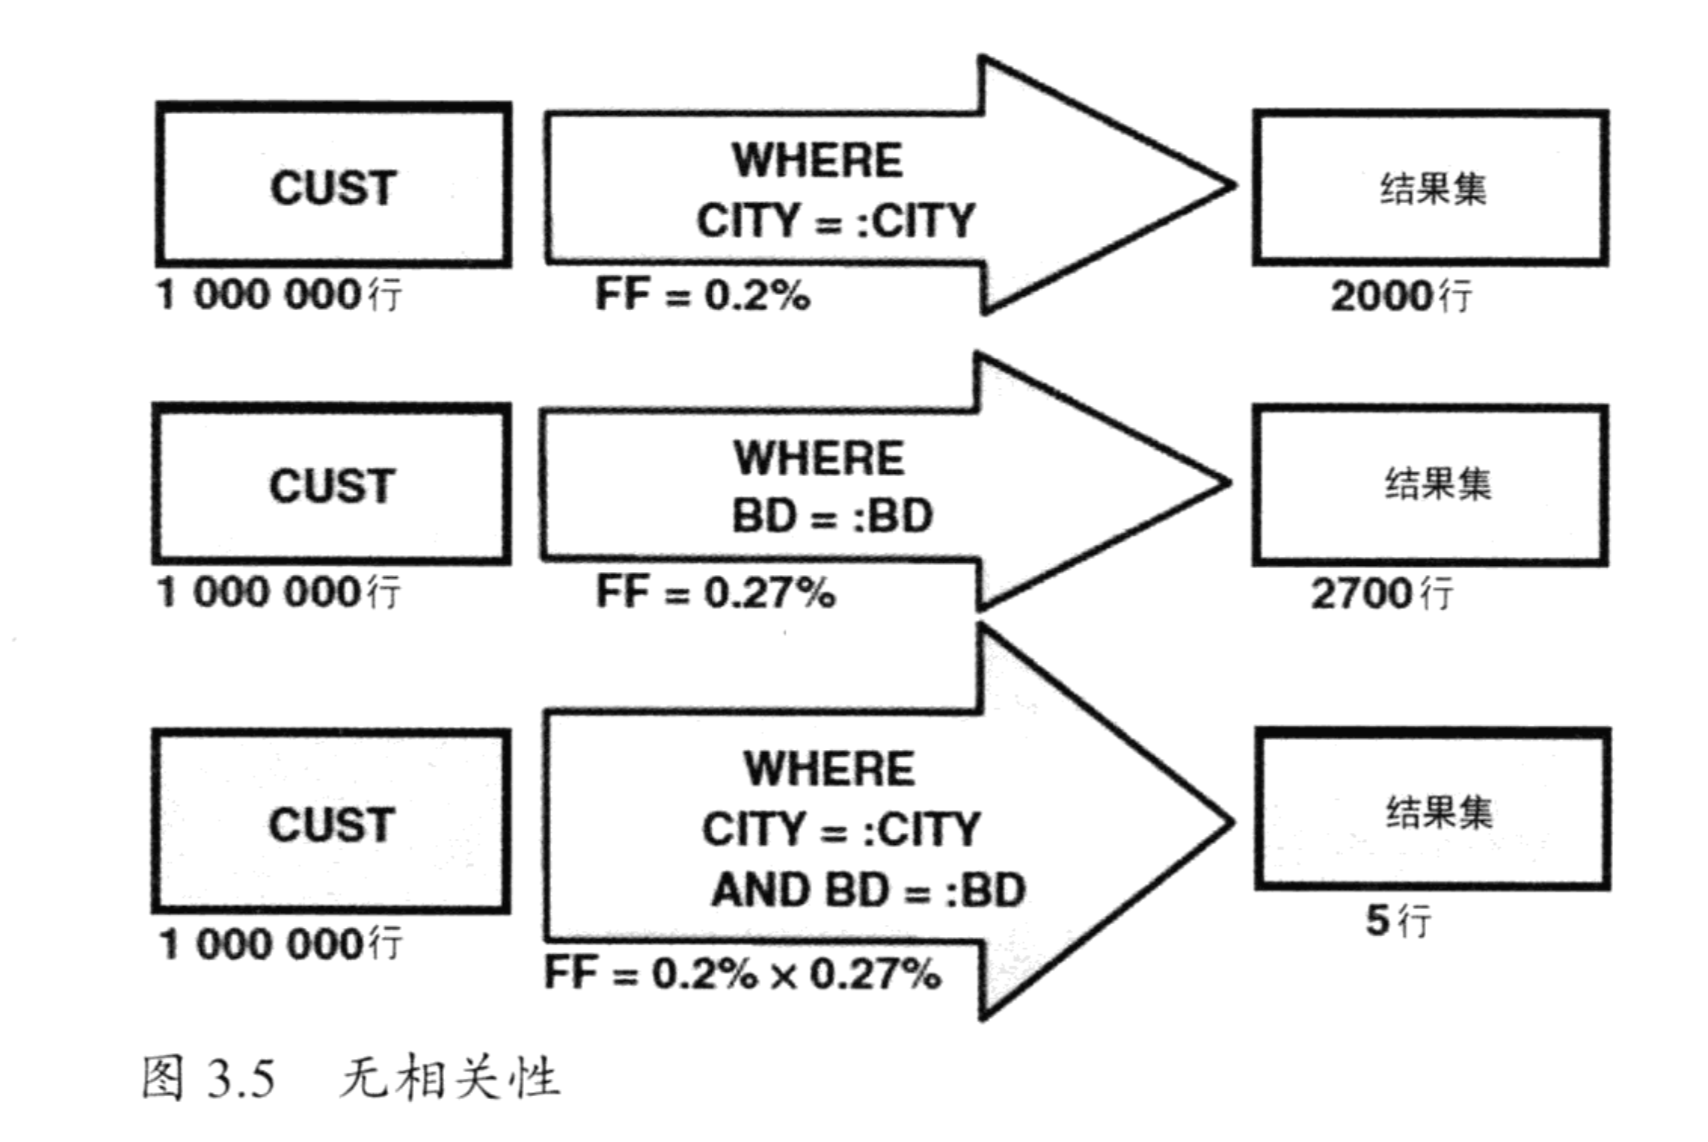 CUST
WHERE
CITY = :CITY
结果集
1 000 000行
FF = 0.2%
2000行
CUST
WHERE
BD = :BD
结果集
1 000 000行
FF = 0.27%
2700行
CUST
WHERE
CITY = :CITY
AND BD = :BD
结果集
1 000 000行
FF = 0.2% × 0.27%
5行
图 3.5 无相关性